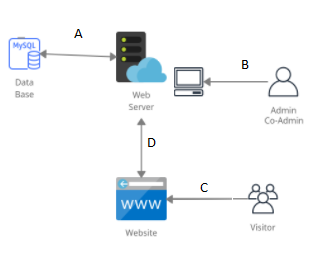 A
MySQL
B
Data
Base
Web
Server
Admin
Co-Admin
D
C
WWW
Website
Visitor